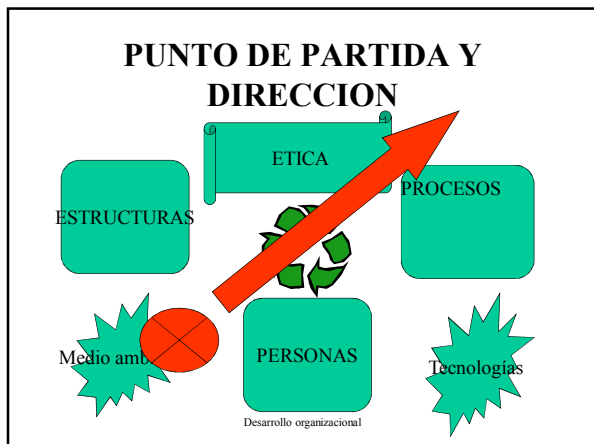 PUNTO DE PARTIDA Y
DIRECCION
ETICA
ESTRUCTURAS
PROCESOS
Medio amb
PERSONAS
Tecnologías
Desarrollo organizacional